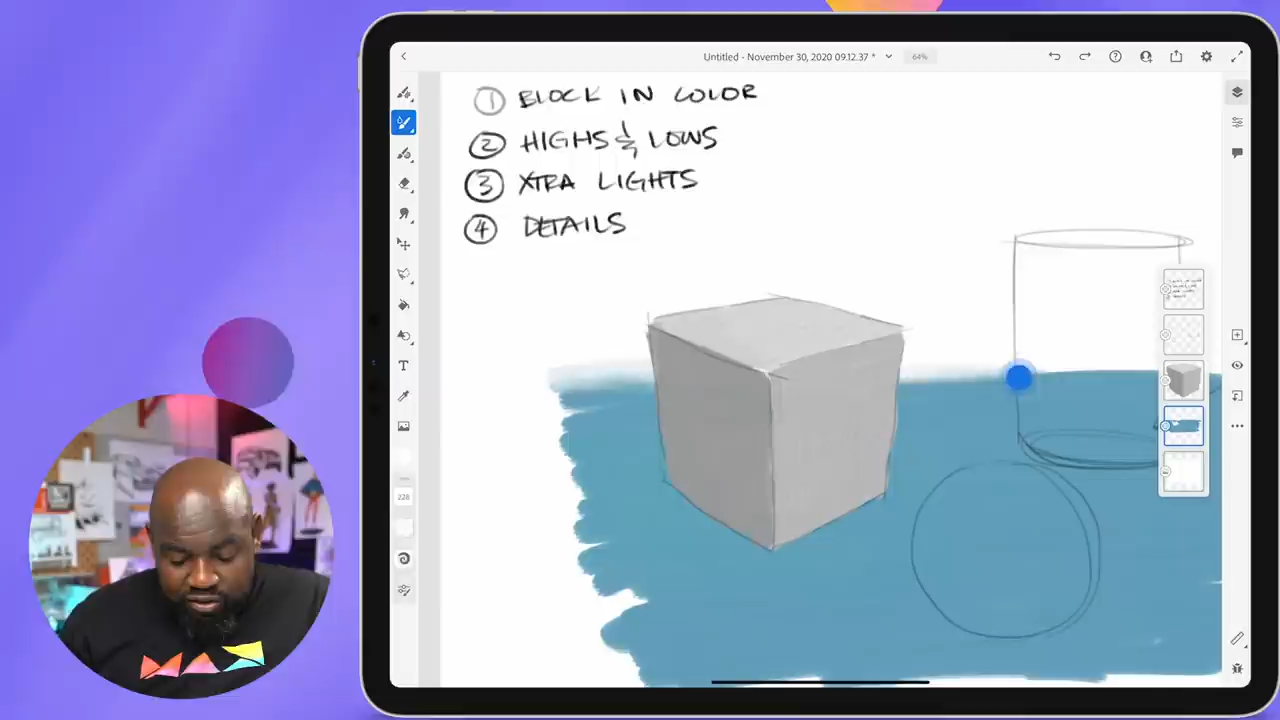 Untitled - November 30, 2020 09.12.37 *
64%
① BLOCK IN COLOR
② HIGHS & LOWS
③ XTRA LIGHTS
④ DETAILS
T
228